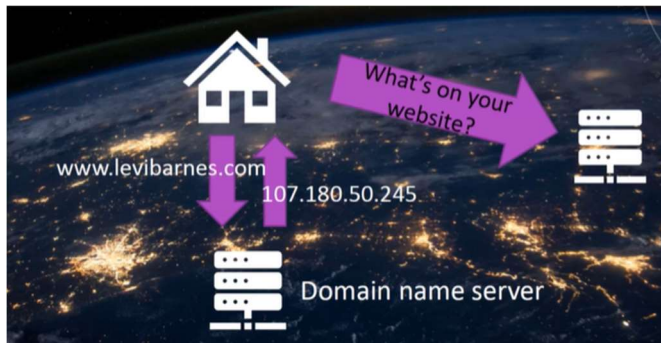 What's on your
website?
www.levibarnes.com
107.180.50.245
Domain name server